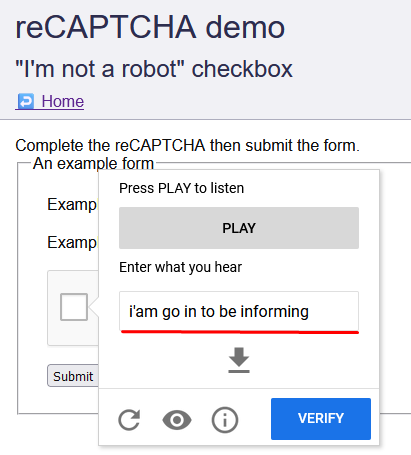 reCAPTCHA demo
"I'm not a robot" checkbox
Home
Complete the reCAPTCHA then submit the form.
An example form
Press PLAY to listen
Examp
PLAY
Examp
Enter what you hear
i'am go in to be informing
Submit
VERIFY